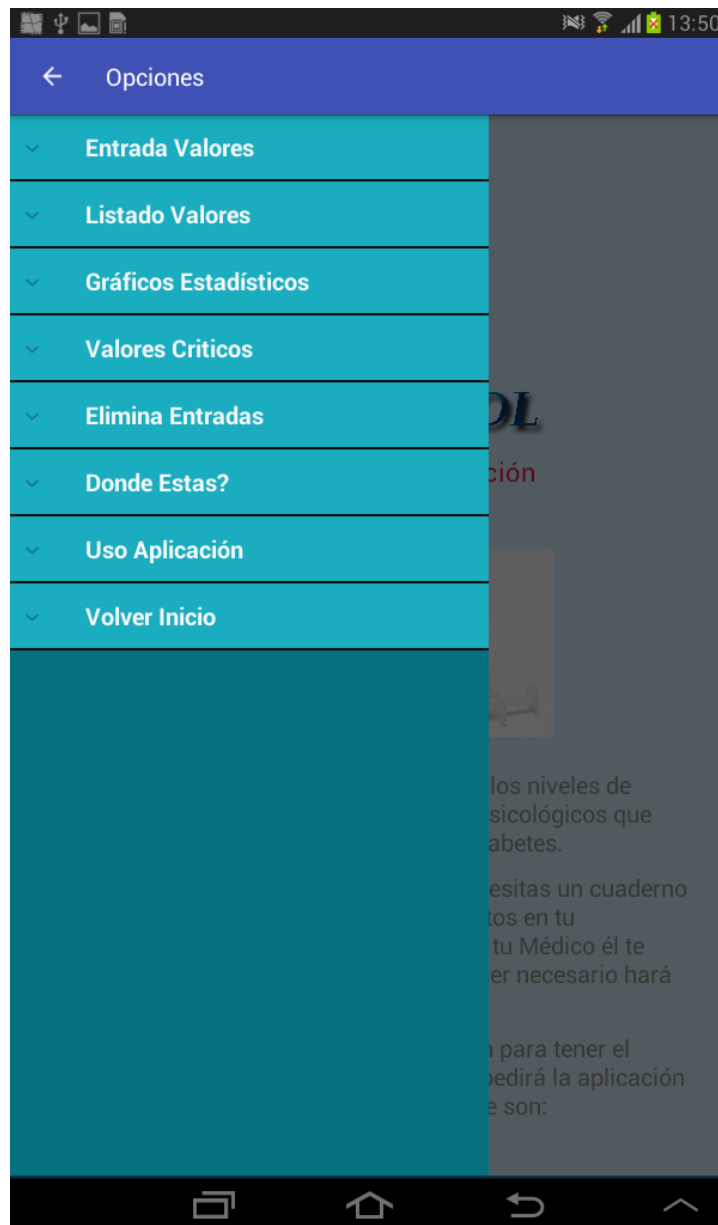 13:50
Opciones
Entrada Valores
Listado Valores
Gráficos Estadísticos
Valores Criticos
Elimina Entradas
Donde Estas?
Uso Aplicación
Volver Inicio
OL
ción
los niveles de
sicológicos que
abetes.
esitas un cuaderno
tos en tu
tu Médico él te
er necesario hará
para tener el
pedirá la aplicación
e son: